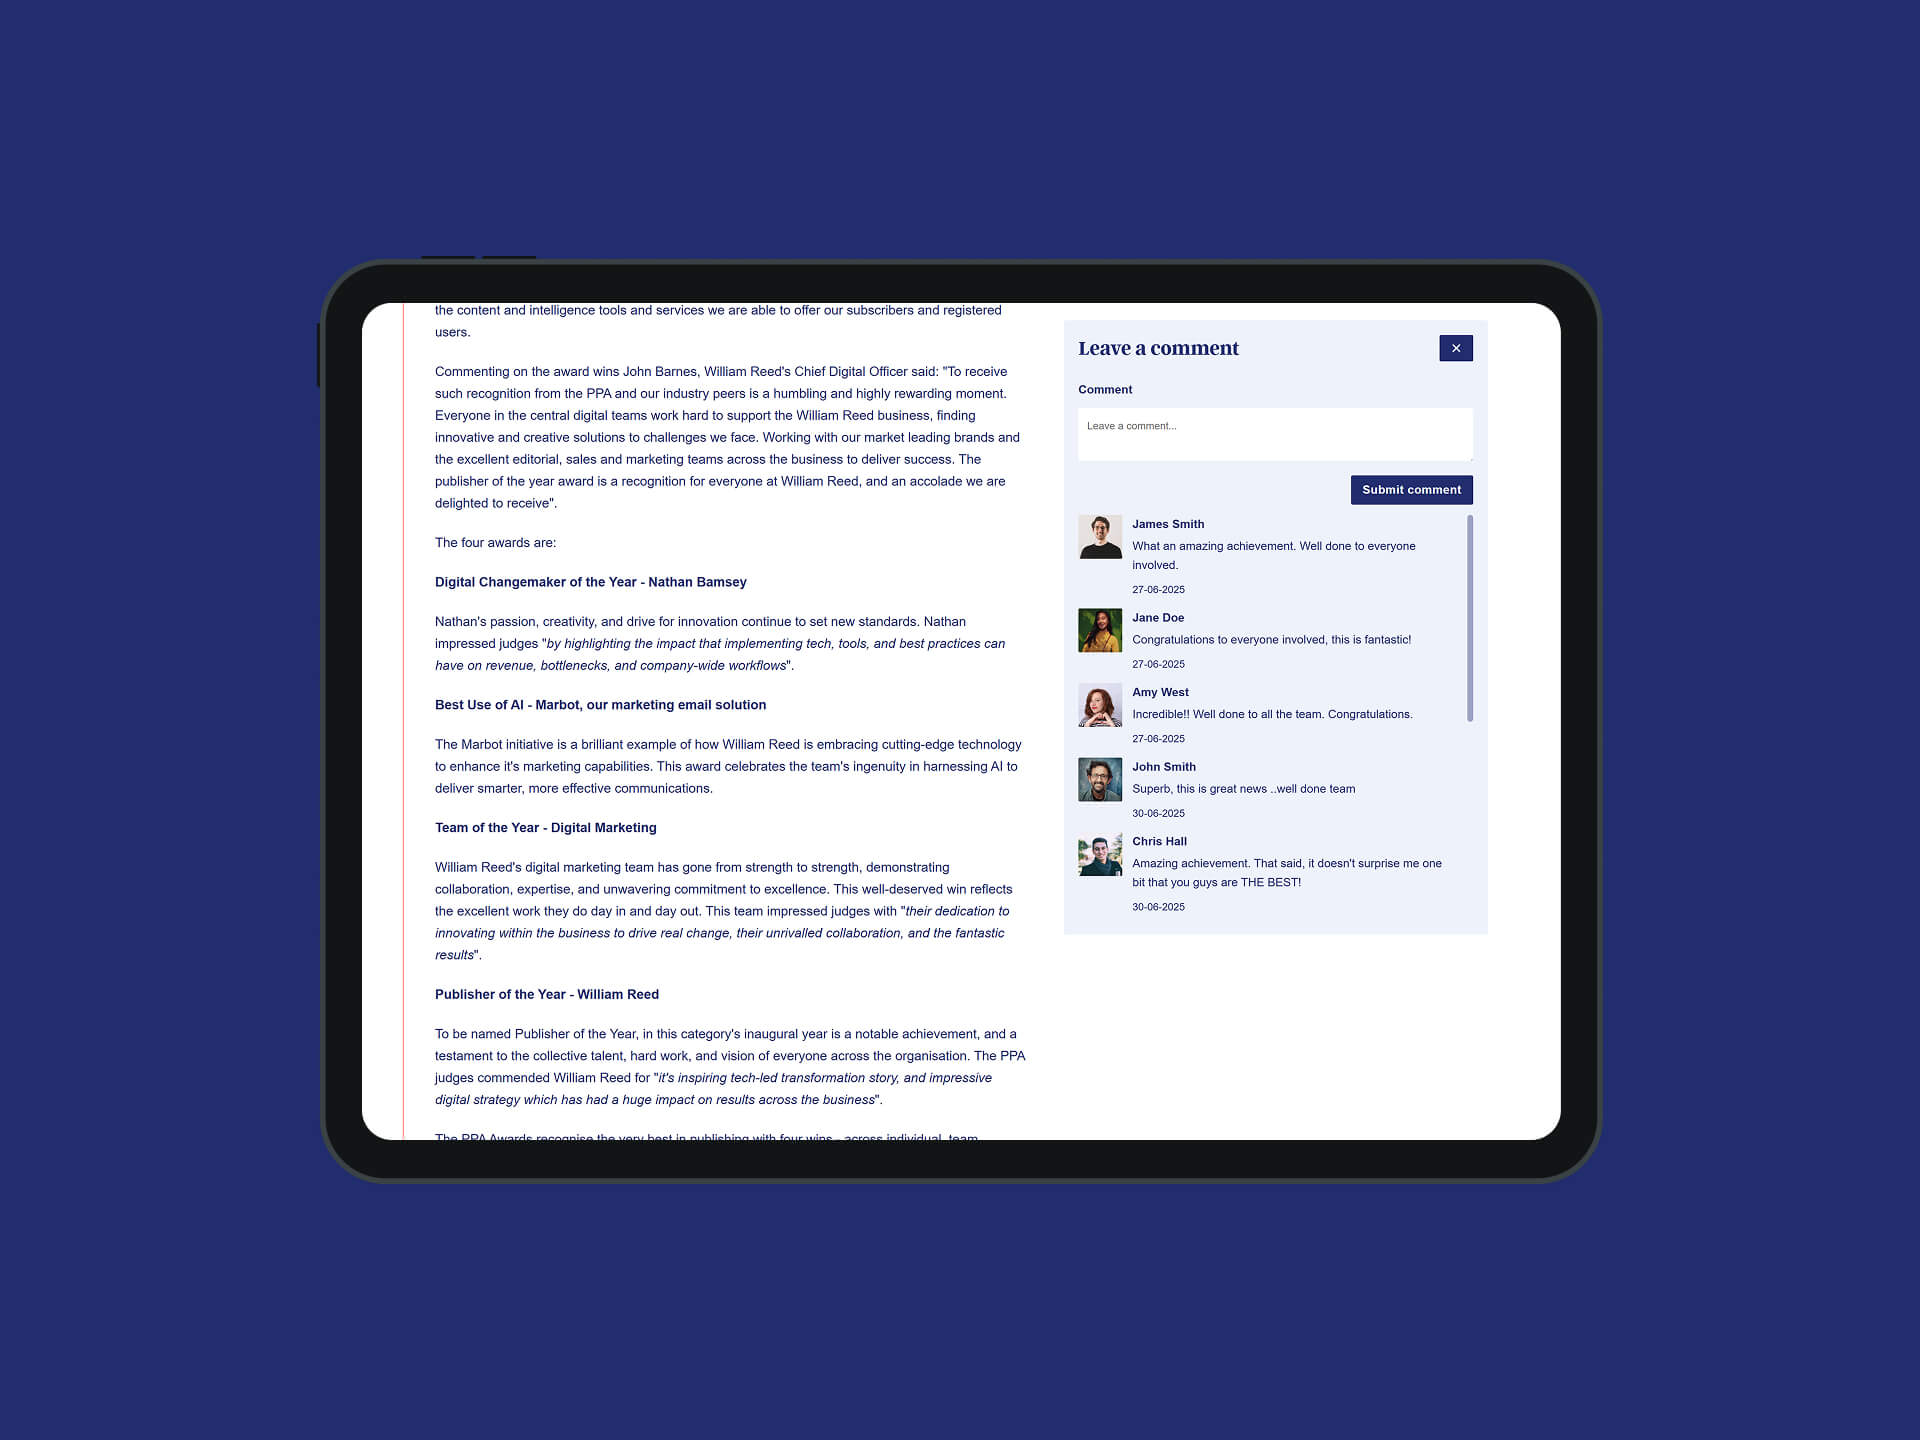 the content and intelligence tools and services we are able to offer our subscribers and registered
users.
Commenting on the award wins John Barnes, William Reed's Chief Digital Officer said: "To receive
such recognition from the PPA and our industry peers is a humbling and highly rewarding moment.
Everyone in the central digital teams work hard to support the William Reed business, finding
innovative and creative solutions to challenges we face. Working with our market leading brands and
the excellent editorial, sales and marketing teams across the business to deliver success. The
publisher of the year award is a recognition for everyone at William Reed, and an accolade we are
delighted to receive".
The four awards are:
Digital Changemaker of the Year - Nathan Bamsey
Nathan's passion, creativity, and drive for innovation continue to set new standards. Nathan
impressed judges "by highlighting the impact that implementing tech, tools, and best practices can
have on revenue, bottlenecks, and company-wide workflows".
Best Use of AI - Marbot, our marketing email solution
The Marbot initiative is a brilliant example of how William Reed is embracing cutting-edge technology
to enhance it's marketing capabilities. This award celebrates the team's ingenuity in harnessing AI to
deliver smarter, more effective communications.
Team of the Year - Digital Marketing
William Reed's digital marketing team has gone from strength to strength, demonstrating
collaboration, expertise, and unwavering commitment to excellence. This well-deserved win reflects
the excellent work they do day in and day out. This team impressed judges with "their dedication to
innovating within the business to drive real change, their unrivalled collaboration, and the fantastic
results".
Publisher of the Year - William Reed
To be named Publisher of the Year, in this category's inaugural year is a notable achievement, and a
testament to the collective talent, hard work, and vision of everyone across the organisation. The PPA
judges commended William Reed for "it's inspiring tech-led transformation story, and impressive
digital strategy which has had a huge impact on results across the business".
The PPA Awards recognise the very best in publishing with four wins - across individual, team
Leave a comment
Comment
Leave a comment...
Submit comment
James Smith
What an amazing achievement. Well done to everyone
involved.
27-06-2025
Jane Doe
Congratulations to everyone involved, this is fantastic!
27-06-2025
Amy West
Incredible!! Well done to all the team. Congratulations.
27-06-2025
John Smith
Superb, this is great news ..well done team
30-06-2025
Chris Hall
Amazing achievement. That said, it doesn't surprise me one
bit that you guys are THE BEST!
30-06-2025